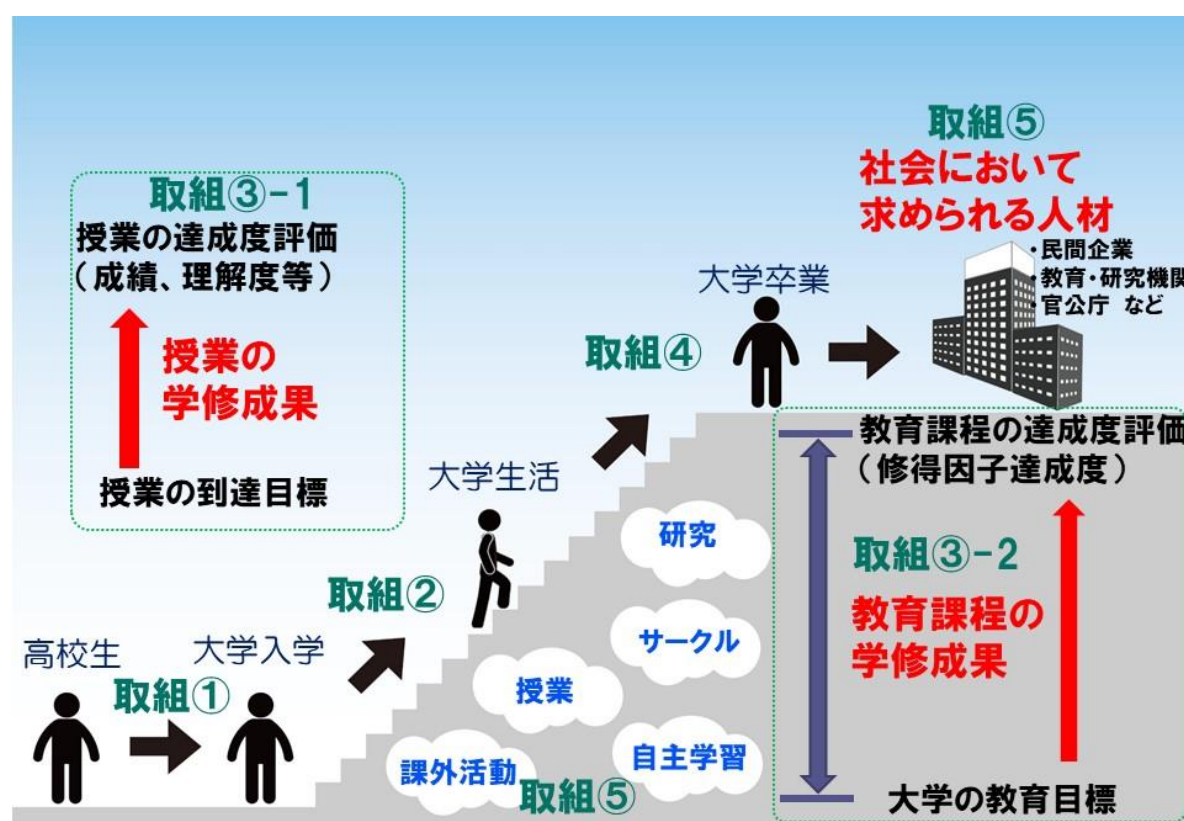 取組⑤
社会において
求められる人材
・民間企業
・教育・研究機関
・官公庁 など
取組③-1
授業の達成度評価
(成績、理解度等)
授業の
学修成果
授業の到達目標
大学卒業
取組④
教育課程の達成度評価
(修得因子達成度)
取組③-2
教育課程の
学修成果
大学の教育目標
大学生活
取組②
研究
サークル
授業
自主学習
課外活動
取組⑤
高校生
大学入学
取組①